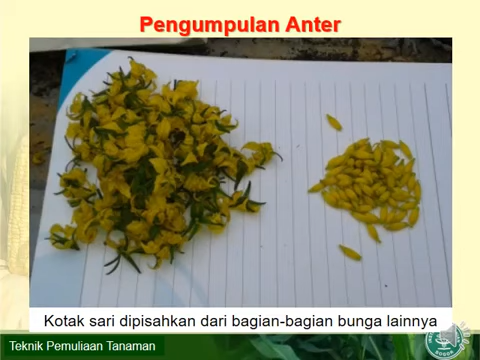 Pengumpulan Anter
Kotak sari dipisahkan dari bagian-bagian bunga lainnya
Teknik Pemuliaan Tanaman